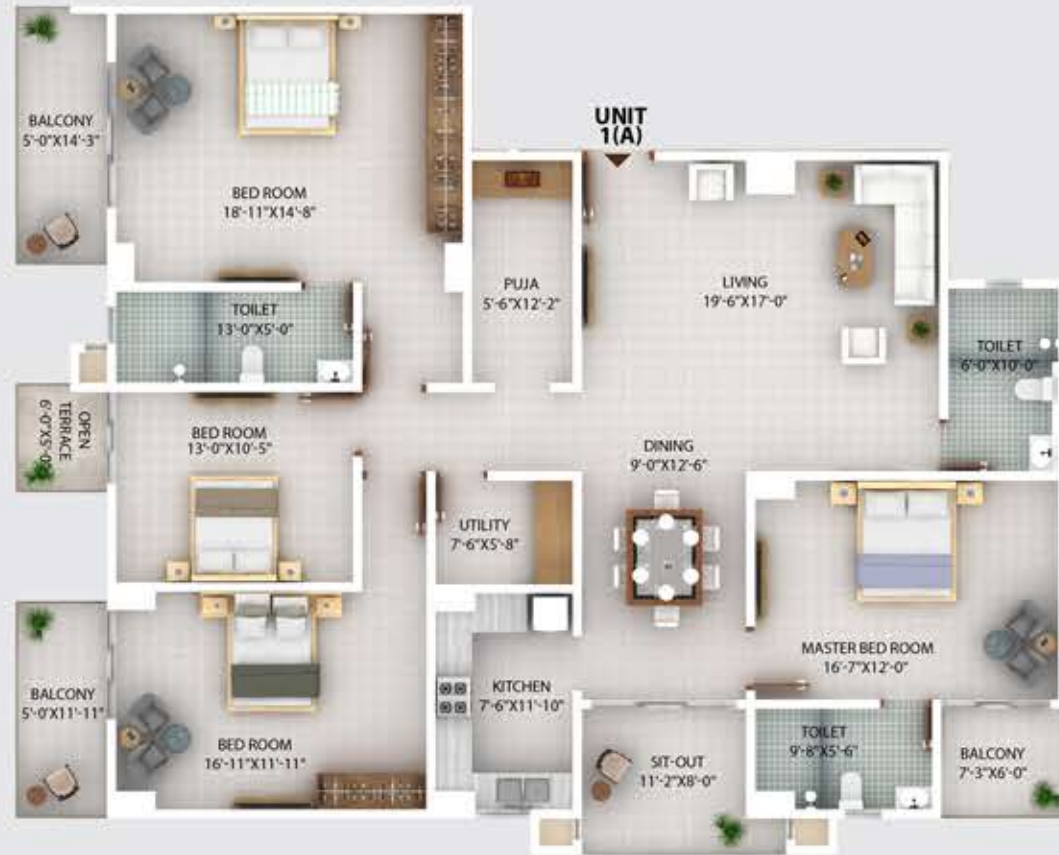 UNIT
1(A)
BALCONY
5'-0"X14'-3"
BED ROOM
18'-11"X14'-8"
PUJA
5'-6"X12'-2"
LIVING
19'-6"X17'-0"
TOILET
13'-0"X5'-0"
TOILET
6'-0"X10'-0"
OPEN
TERRACE
6'-0"X5'-0"
BED ROOM
13'-0"X10'-5"
DINING
9'-0"X12'-6"
UTILITY
7'-6"X5'-8"
MASTER BED ROOM
16'-7"X12'-0"
BALCONY
5'-0"X11'-11"
KITCHEN
7'-6"X11'-10"
BED ROOM
16'-11"X11'-11"
SIT-OUT
11'-2"X8'-0"
TOILET
9'-8"X5'-6"
BALCONY
7'-3"X6'-0"